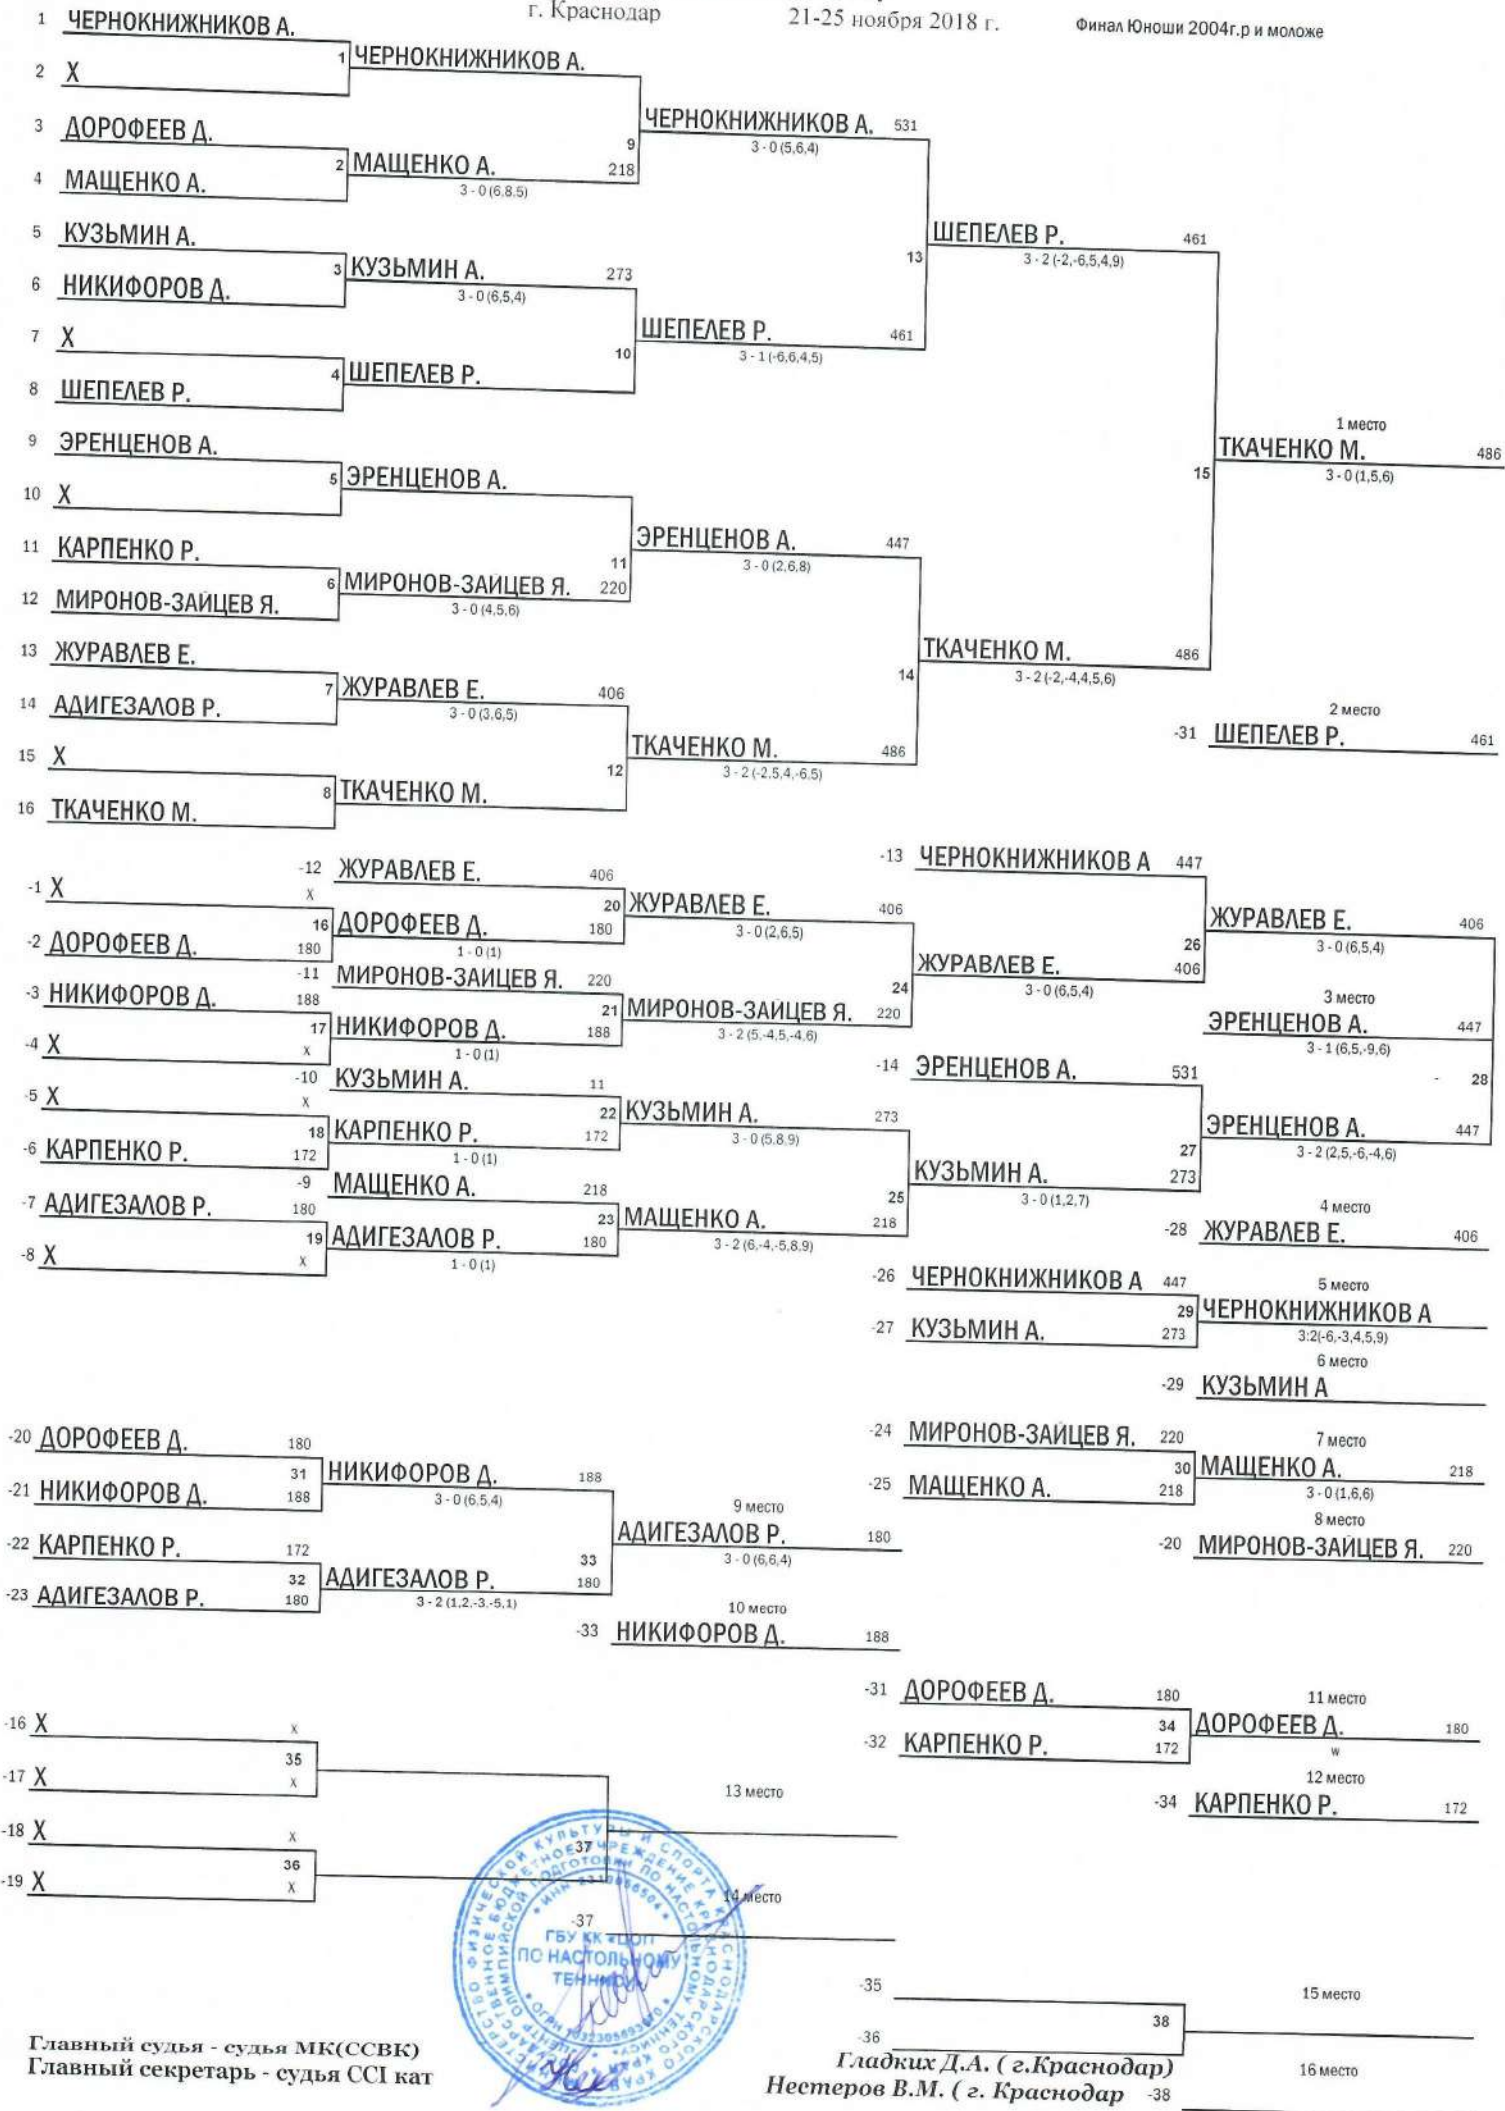 г. Краснодар
21-25 ноября 2018 г.
Финал Юноши 2004г.р и моложе
1 ЧЕРНОКНИЖНИКОВ А.
1 ЧЕРНОКНИЖНИКОВ А.
2 X
ЧЕРНОКНИЖНИКОВ А. 531
3 - 0 (5,6,4)
3 ДОРОФЕЕВ Д.
9
2 МАЩЕНКО А. 218
3 - 0 (6,8,5)
4 МАЩЕНКО А.
ШЕПЕЛЕВ Р. 461
3 - 2 (-2,-6,5,4,9)
5 КУЗЬМИН А.
13
3 КУЗЬМИН А. 273
3 - 0 (6,5,4)
6 НИКИФОРОВ Д.
ШЕПЕЛЕВ Р. 461
3 - 1 (-6,6,4,5)
7 X
10
4 ШЕПЕЛЕВ Р.
8 ШЕПЕЛЕВ Р.
1 место
ТКАЧЕНКО М. 486
3 - 0 (1,5,6)
9 ЭРЕНЦЕНОВ А.
15
5 ЭРЕНЦЕНОВ А.
10 X
ЭРЕНЦЕНОВ А. 447
3 - 0 (2,6,8)
11 КАРПЕНКО Р.
11
6 МИРОНОВ-ЗАЙЦЕВ Я. 220
3 - 0 (4,5,6)
12 МИРОНОВ-ЗАЙЦЕВ Я.
ТКАЧЕНКО М. 486
3 - 2 (-2,-4,4,5,6)
13 ЖУРАВЛЕВ Е.
14
7 ЖУРАВЛЕВ Е. 406
3 - 0 (3,6,5)
14 АДИГЕЗАЛОВ Р.
2 место
-31 ШЕПЕЛЕВ Р. 461
ТКАЧЕНКО М. 486
3 - 2 (-2,5,4,-6,5)
15 X
12
8 ТКАЧЕНКО М.
16 ТКАЧЕНКО М.
-12 ЖУРАВЛЕВ Е. 406
-13 ЧЕРНОКНИЖНИКОВ А 447
-1 X X
20 ЖУРАВЛЕВ Е. 406
3 - 0 (2,6,5)
16 ДОРОФЕЕВ Д. 180
1 - 0 (1)
ЖУРАВЛЕВ Е. 406
3 - 0 (6,5,4)
-2 ДОРОФЕЕВ Д. 180
26
ЖУРАВЛЕВ Е. 406
3 - 0 (6,5,4)
-11 МИРОНОВ-ЗАЙЦЕВ Я. 220
24
-3 НИКИФОРОВ Д. 188
21 МИРОНОВ-ЗАЙЦЕВ Я. 220
3 - 2 (5,-4,5,-4,6)
3 место
ЭРЕНЦЕНОВ А. 447
3 - 1 (6,5,-9,6)
17 НИКИФОРОВ Д. 188
1 - 0 (1)
-4 X X
-14 ЭРЕНЦЕНОВ А. 531
- 28
-10 КУЗЬМИН А. 11
-5 X X
22 КУЗЬМИН А. 273
3 - 0 (5,8,9)
18 КАРПЕНКО Р. 172
1 - 0 (1)
ЭРЕНЦЕНОВ А. 447
3 - 2 (2,5,-6,-4,6)
-6 КАРПЕНКО Р. 172
27
КУЗЬМИН А. 273
3 - 0 (1,2,7)
-9 МАЩЕНКО А. 218
25
-7 АДИГЕЗАЛОВ Р. 180
23 МАЩЕНКО А. 218
3 - 2 (6,-4,-5,8,9)
19 АДИГЕЗАЛОВ Р. 180
1 - 0 (1)
-8 X X
4 место
-28 ЖУРАВЛЕВ Е. 406
-26 ЧЕРНОКНИЖНИКОВ А 447
5 место
29 ЧЕРНОКНИЖНИКОВ А
3:2(-6,-3,4,5,9)
-27 КУЗЬМИН А. 273
6 место
-29 КУЗЬМИН А
-20 ДОРОФЕЕВ Д. 180
-24 МИРОНОВ-ЗАЙЦЕВ Я. 220
7 место
31 НИКИФОРОВ Д. 188
3 - 0 (6,5,4)
30 МАЩЕНКО А. 218
3 - 0 (1,6,6)
-21 НИКИФОРОВ Д. 188
-25 МАЩЕНКО А. 218
9 место
АДИГЕЗАЛОВ Р. 180
3 - 0 (6,6,4)
8 место
-20 МИРОНОВ-ЗАЙЦЕВ Я. 220
-22 КАРПЕНКО Р. 172
33
32 АДИГЕЗАЛОВ Р. 180
3 - 2 (1,2,-3,-5,1)
-23 АДИГЕЗАЛОВ Р. 180
10 место
-33 НИКИФОРОВ Д. 188
-31 ДОРОФЕЕВ Д. 180
11 место
34 ДОРОФЕЕВ Д. 180
w
-32 КАРПЕНКО Р. 172
12 место
-34 КАРПЕНКО Р. 172
-16 X X
35
-17 X X
13 место
-18 X X
37
36
-19 X X
14 место
-37
ГБУ КК «ЦОП
ПО НАСТОЛЬНОМУ
ТЕННИСУ»
-35
15 место
38
-36
16 место
-38
Главный судья - судья МК(ССВК)
Гладких Д.А. ( г.Краснодар)
Главный секретарь - судья ССI кат
Нестеров В.М. ( г. Краснодар